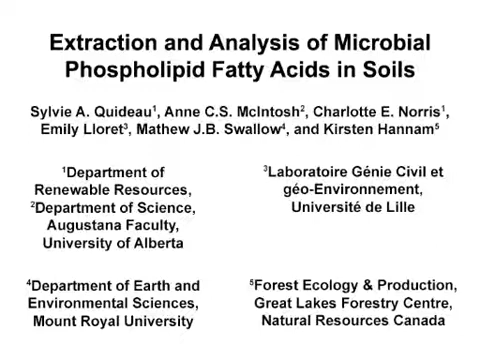 Extraction and Analysis of Microbial
Phospholipid Fatty Acids in Soils
Sylvie A. Quideau¹, Anne C.S. McIntosh², Charlotte E. Norris¹,
Emily Lloret³, Mathew J.B. Swallow⁴, and Kirsten Hannam⁵
¹Department of
Renewable Resources,
²Department of Science,
Augustana Faculty,
University of Alberta
³Laboratoire Génie Civil et
géo-Environnement,
Université de Lille
⁴Department of Earth and
Environmental Sciences,
Mount Royal University
⁵Forest Ecology & Production,
Great Lakes Forestry Centre,
Natural Resources Canada